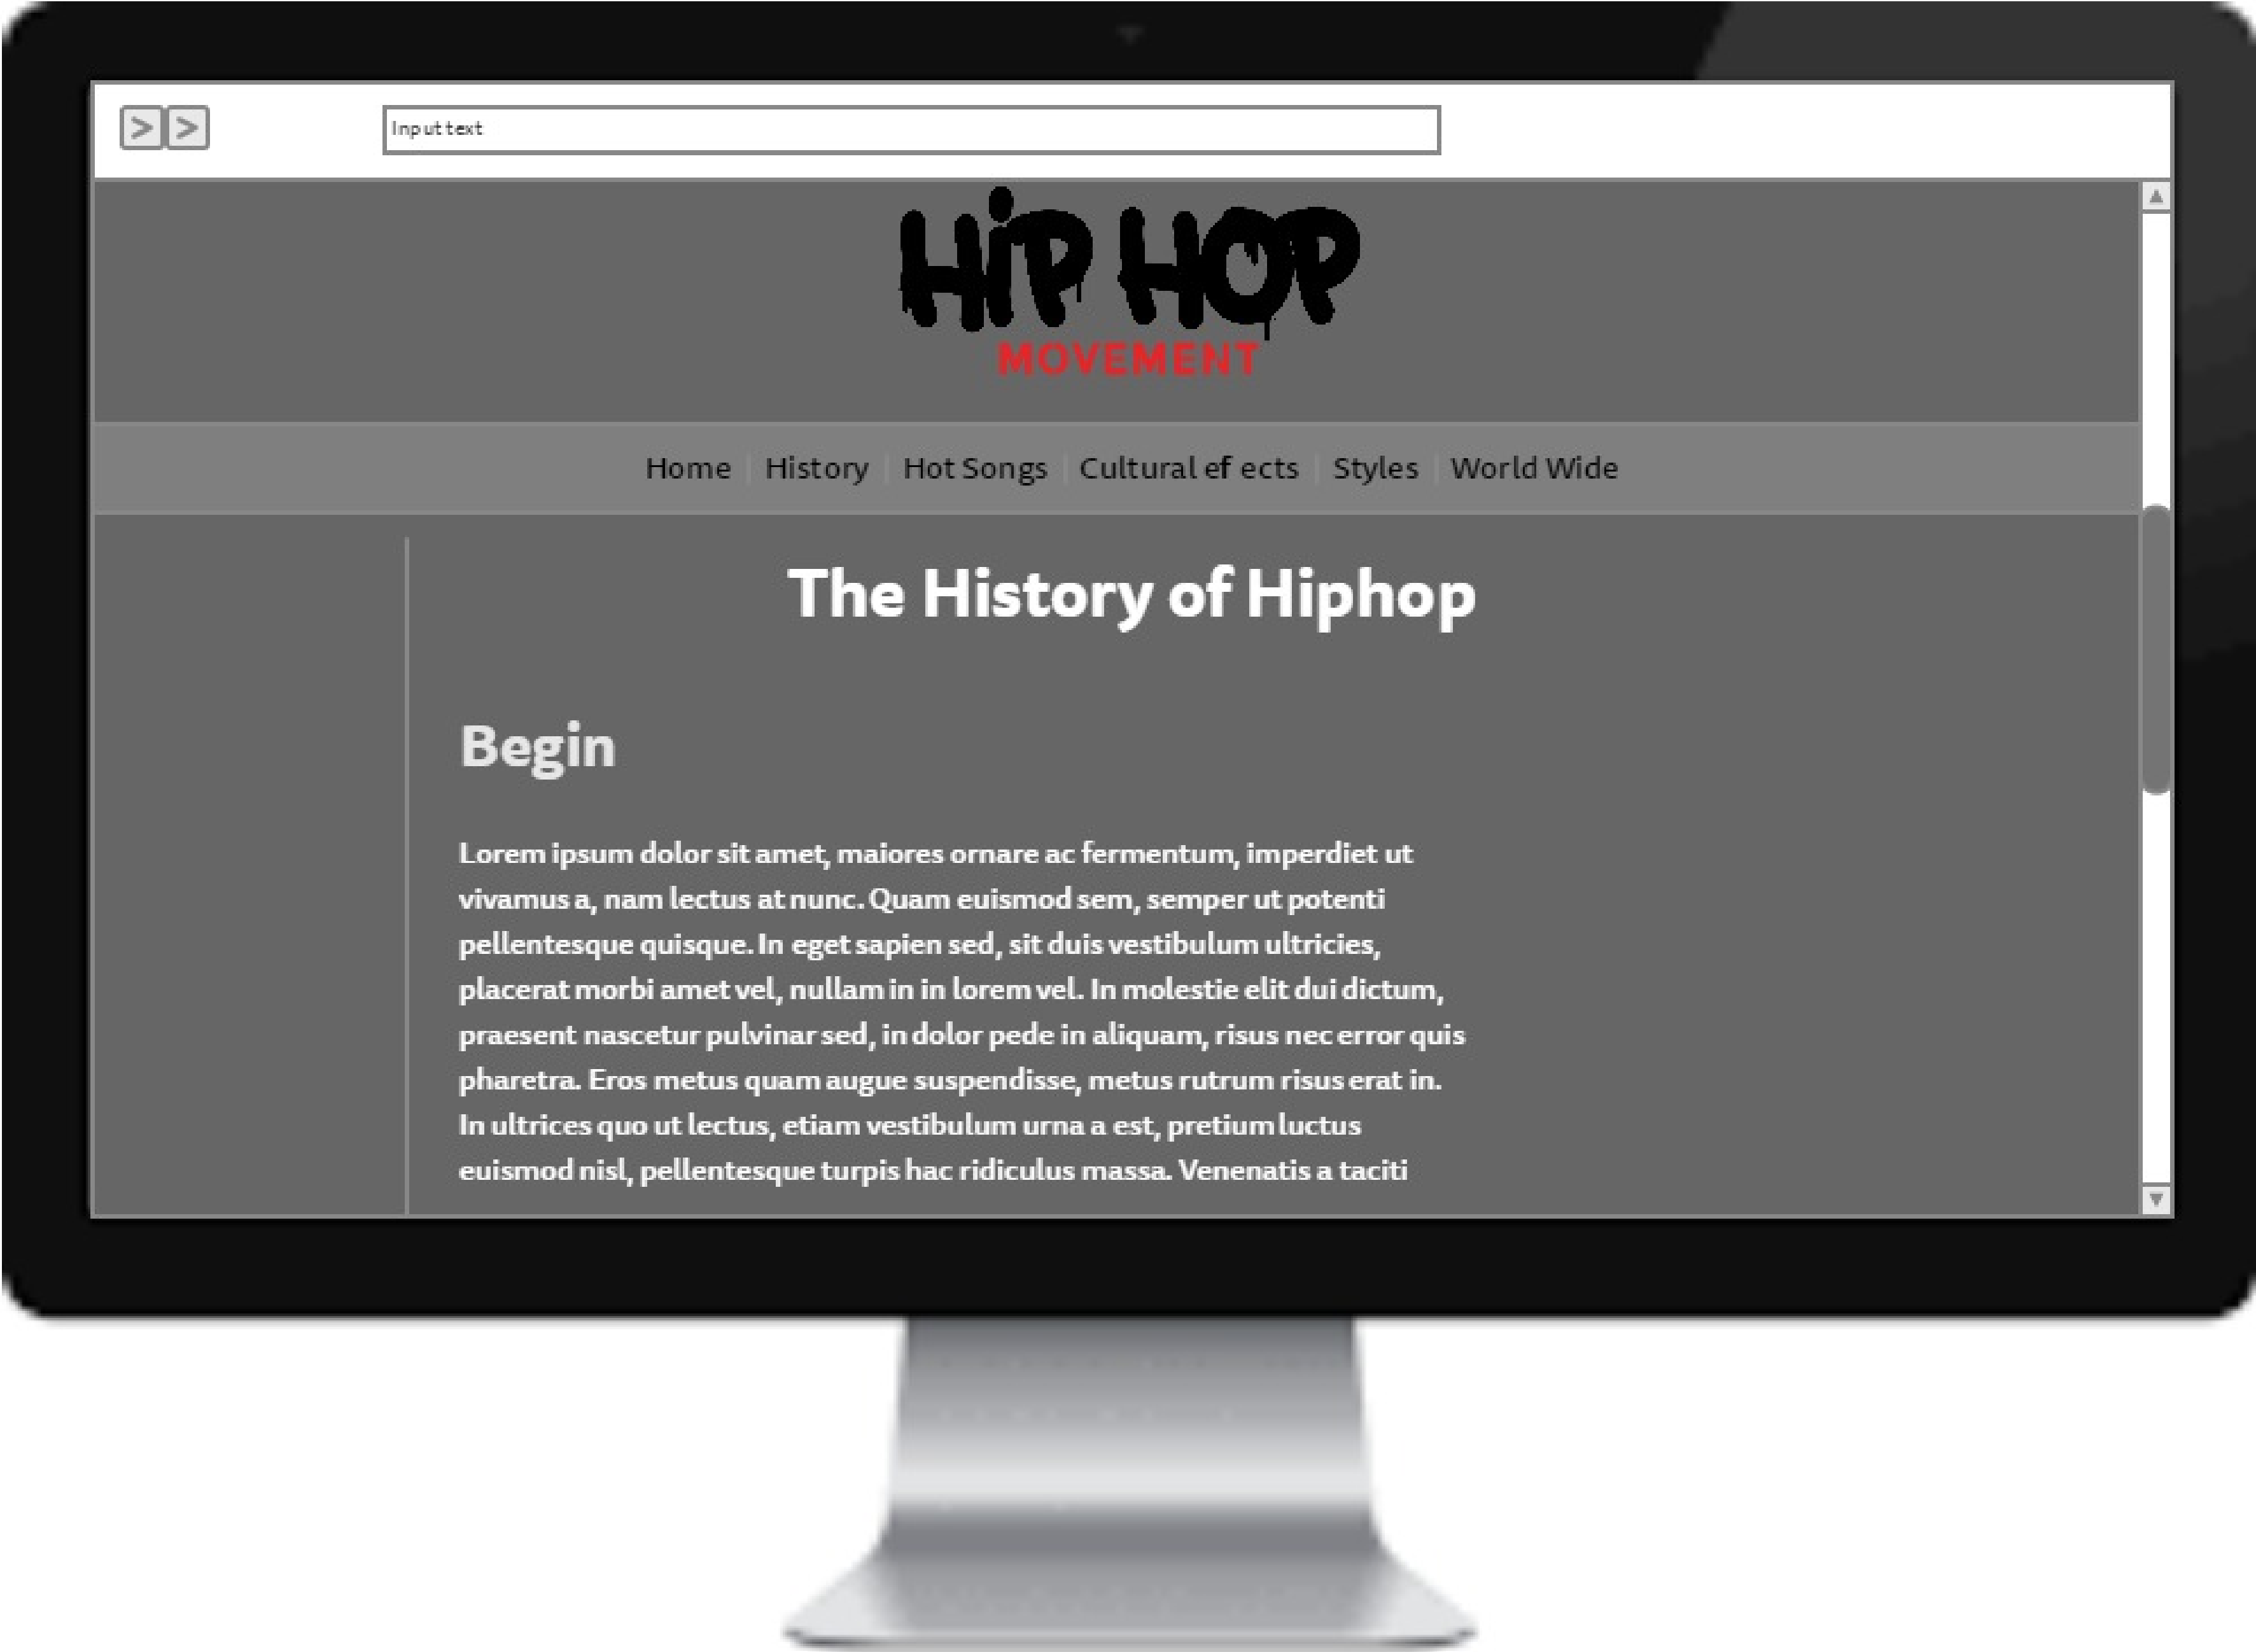 > >
Input text
HiP HOP
MOVEMENT
Home History Hot Songs Cultural ef ects Styles World Wide
The History of Hiphop
Begin
Lorem ipsum dolor sit amet, maiores ornare ac fermentum, imperdiet ut
vivamus a, nam lectus at nunc. Quam euismod sem, semper ut potenti
pellentesque quisque. In eget sapien sed, sit duis vestibulum ultricies,
placerat morbi amet vel, nullam in in lorem vel. In molestie elit dui dictum,
praesent nascetur pulvinar sed, in dolor pede in aliquam, risus nec error quis
pharetra. Eros metus quam augue suspendisse, metus rutrum risus erat in.
In ultrices quo ut lectus, etiam vestibulum urna a est, pretium luctus
euismod nisl, pellentesque turpis hac ridiculus massa. Venenatis a taciti